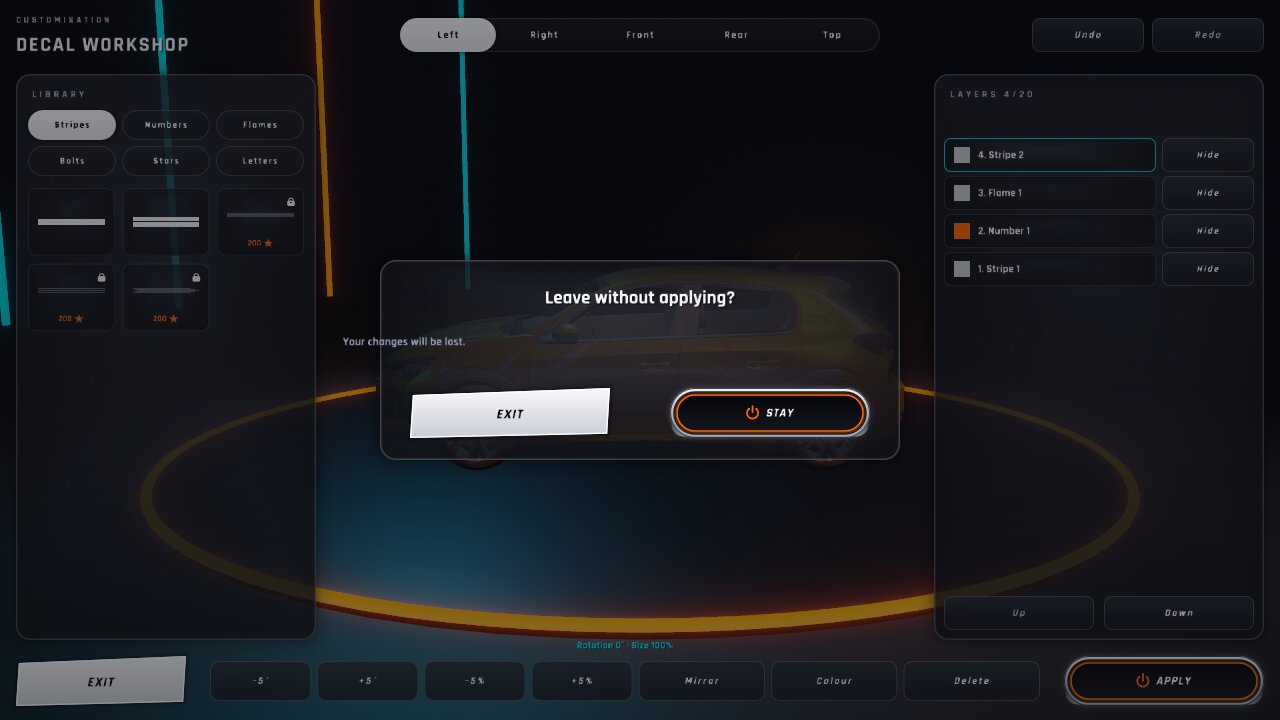 CUSTOMISATION
DECAL WORKSHOP
Left Right Front Rear Top
Undo Redo
LIBRARY
Stripes Numbers Flames
Bolts Stars Letters
200
200 200
LAYERS 4/20
4. Stripe 2 Hide
3. Flame 1 Hide
2. Number 1 Hide
1. Stripe 1 Hide
Up Down
Leave without applying?
Your changes will be lost.
EXIT STAY
Rotation 0° · Size 100%
EXIT -5° +5° -5% +5% Mirror Colour Delete APPLY